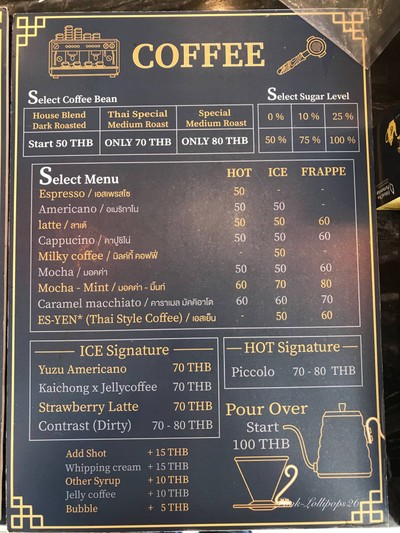 COFFEE
Select Coffee Bean
House Blend Dark Roasted | Thai Special Medium Roast | Special Medium Roast
Start 50 THB | ONLY 70 THB | ONLY 80 THB
Select Sugar Level
0 % 10 % 25 %
50 % 75 % 100 %
Select Menu HOT ICE FRAPPE
Espresso / เอสเพรสโซ 50 - -
Americano / อเมริกาโน 50 50 -
latte / ลาเต้ 50 50 60
Cappucino / คาปูชิโน่ 50 50 60
Milky coffee / มิลค์กี้ คอฟฟี่ - 50 -
Mocha / มอคค่า 50 50 60
Mocha - Mint / มอคค่า - มิ้นท์ 60 70 80
Caramel macchiato / คาราเมล มัคคิอาโต 60 60 70
ES-YEN* (Thai Style Coffee) / เอสเย็น - 50 60
ICE Signature
Yuzu Americano 70 THB
Kaichong x Jellycoffee 70 THB
Strawberry Latte 70 THB
Contrast (Dirty) 70 - 80 THB
HOT Signature
Piccolo 70 - 80 THB
Pour Over
Start
100 THB
Add Shot + 15 THB
Whipping cream + 15 THB
Other Syrup + 10 THB
Jelly coffee + 10 THB
Bubble + 5 THB